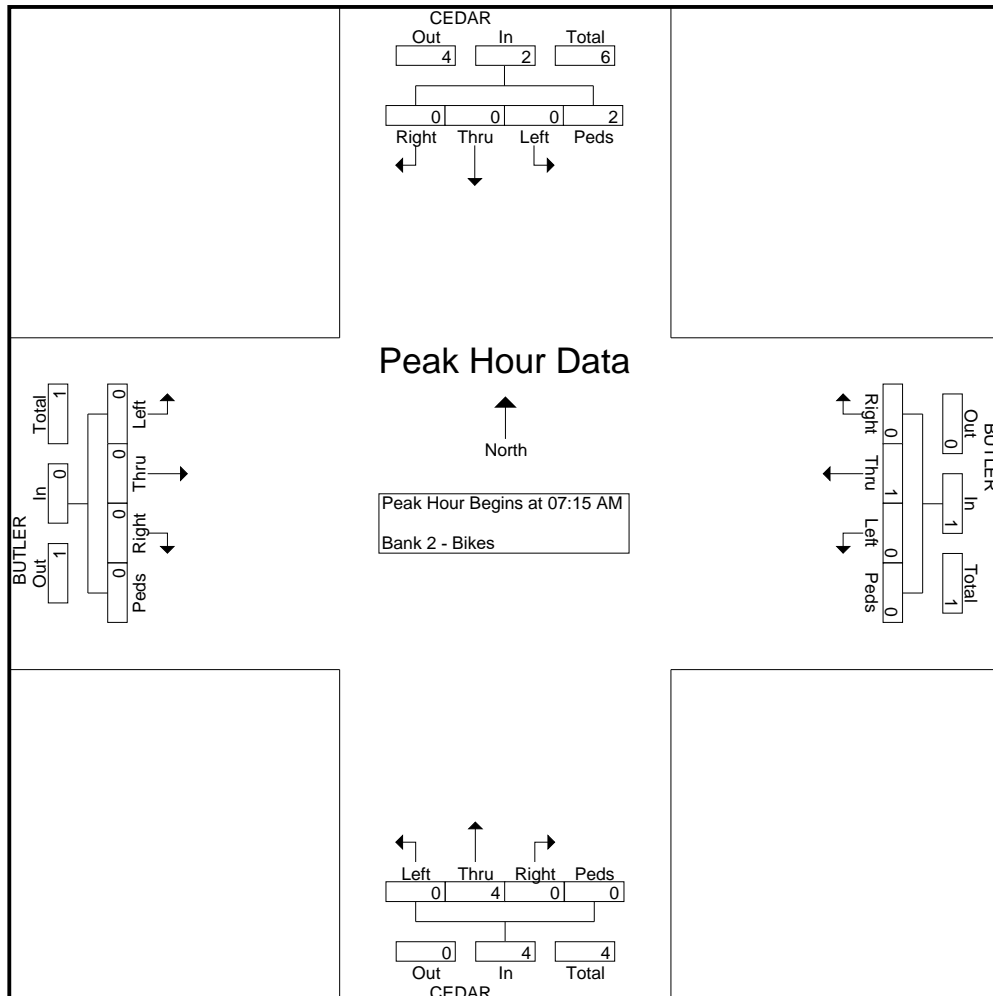 CEDAR
Out In Total
4 2 6
0 0 0 2
Right Thru Left Peds
Peak Hour Data
North
Peak Hour Begins at 07:15 AM
Bank 2 - Bikes
BUTLER
Total In Out
1 0 1
0 0 0 0
Left Thru Right Peds
BUTLER
Out In Total
0 1 1
0 1 0 0
Right Thru Left Peds
Left Thru Right Peds
0 4 0 0
0 4 4
Out In Total
CEDAR